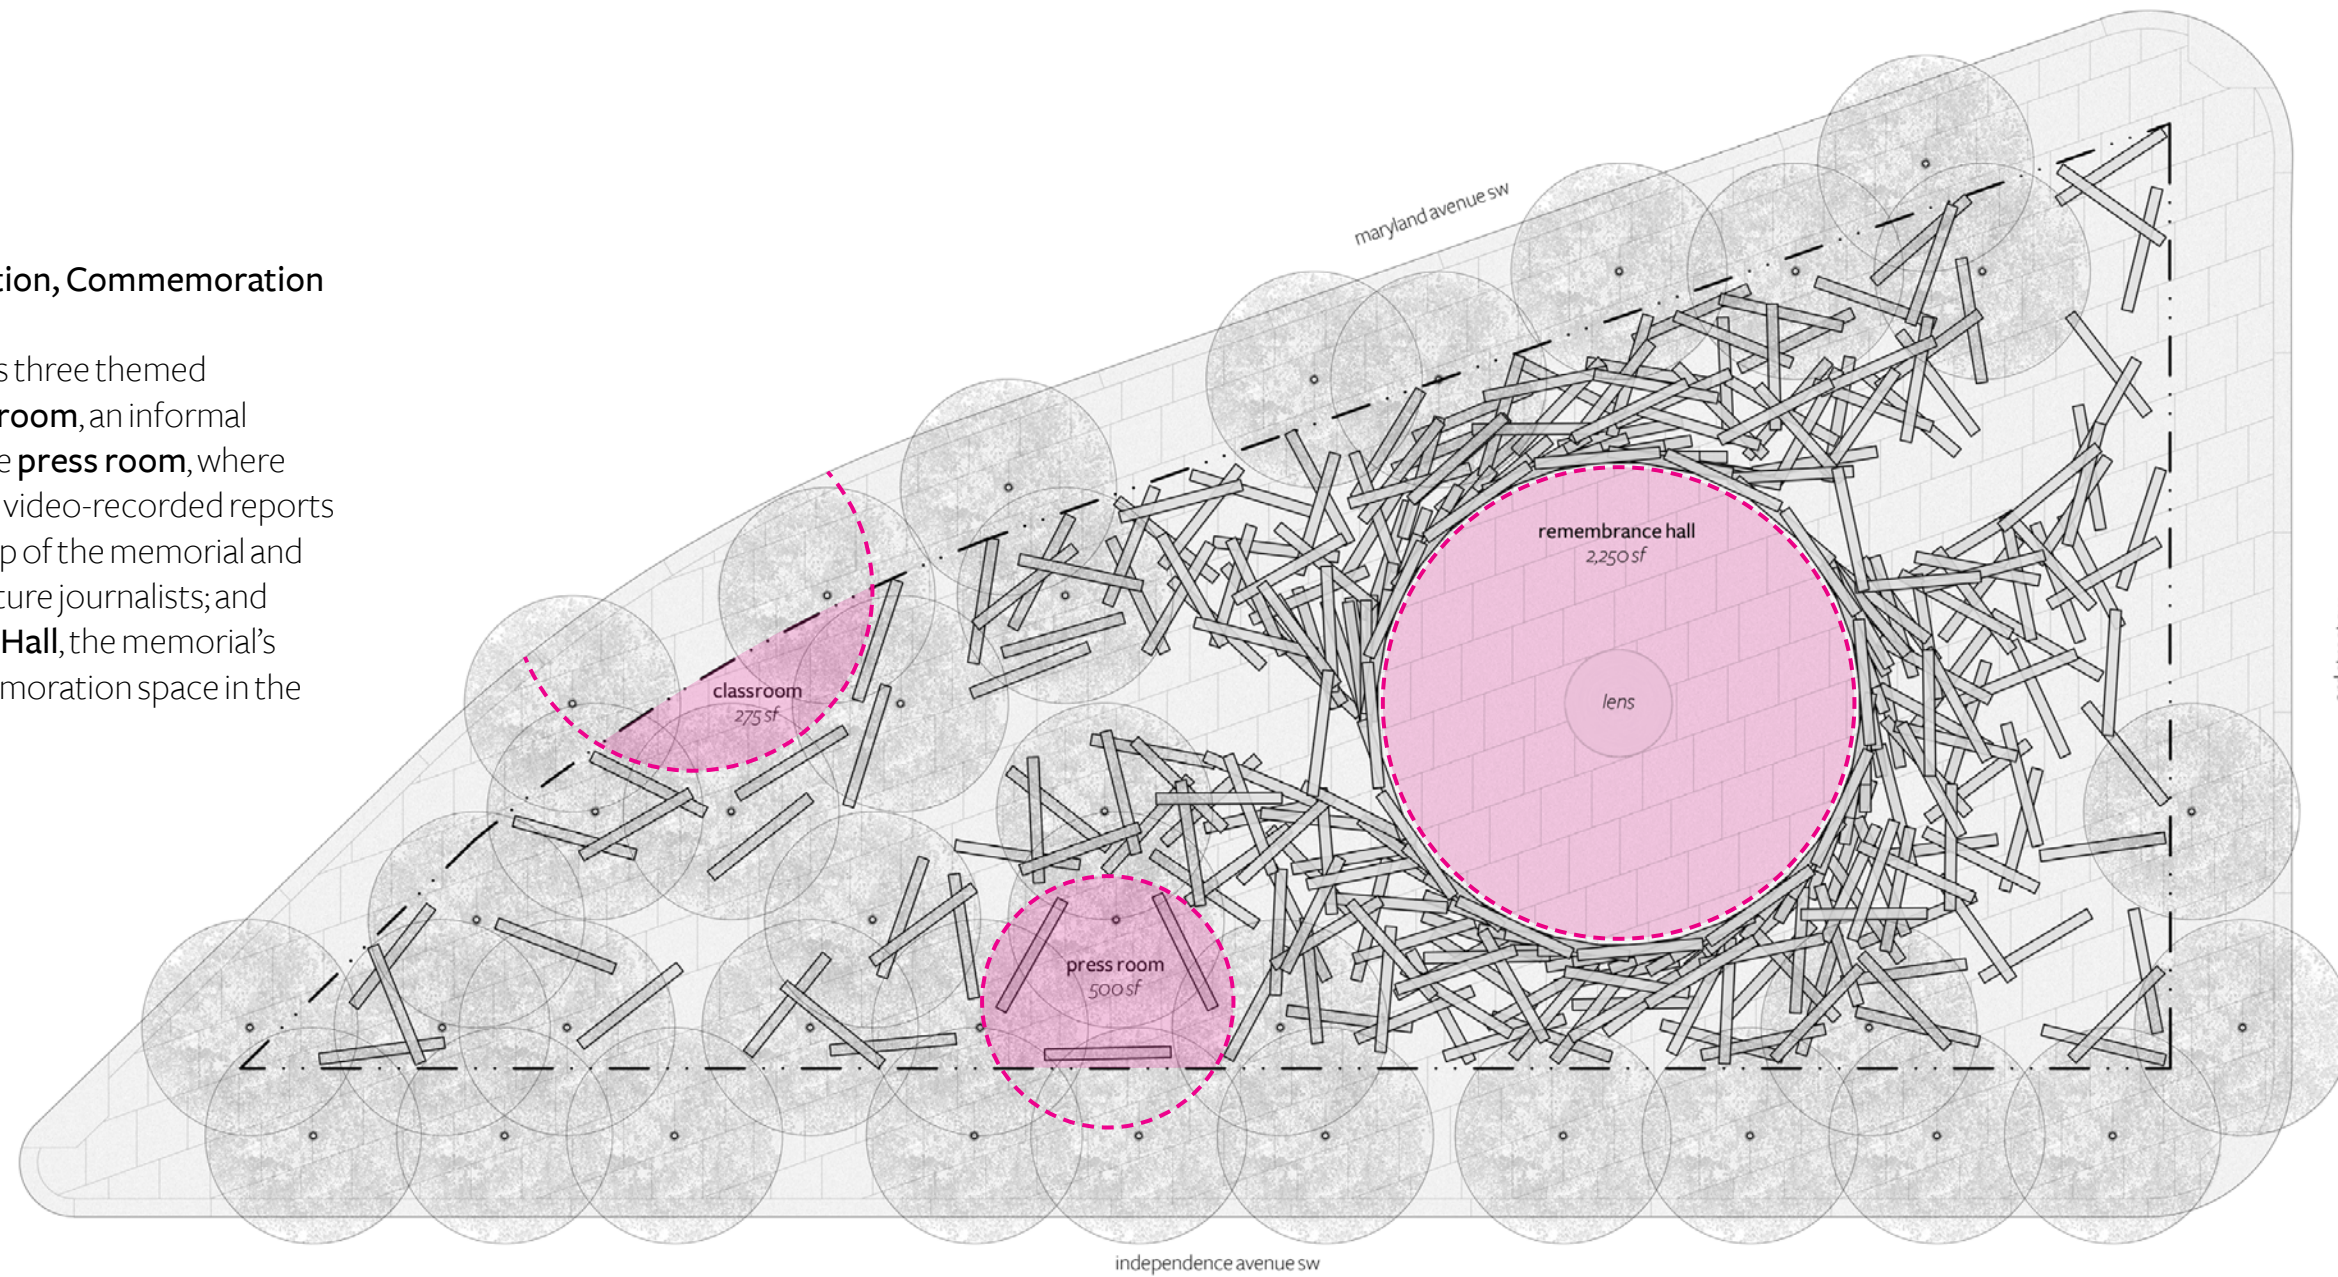 tion, Commemoration
s three themed
room, an informal
e press room, where
video-recorded reports
p of the memorial and
ture journalists; and
Hall, the memorial's
moration space in the
maryland avenue sw
remembrance hall
2,250 sf
lens
classroom
275 sf
press room
500 sf
independence avenue sw